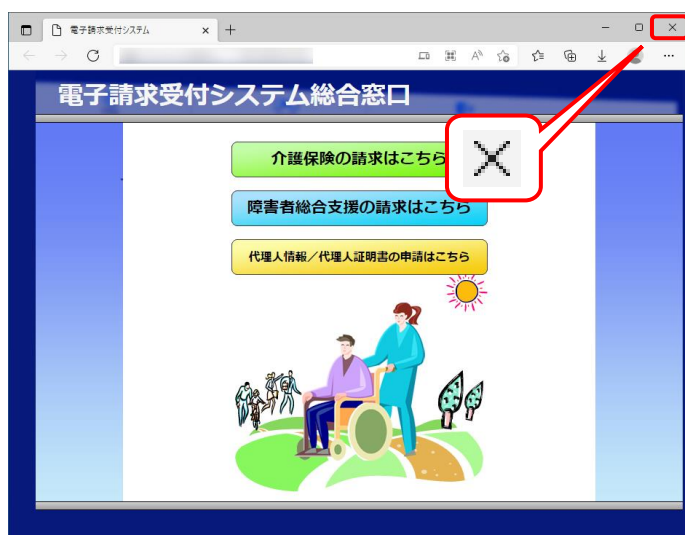 電子請求受付システム
電子請求受付システム総合窓口
介護保険の請求はこちら
障害者総合支援の請求はこちら
代理人情報／代理人証明書の申請はこちら